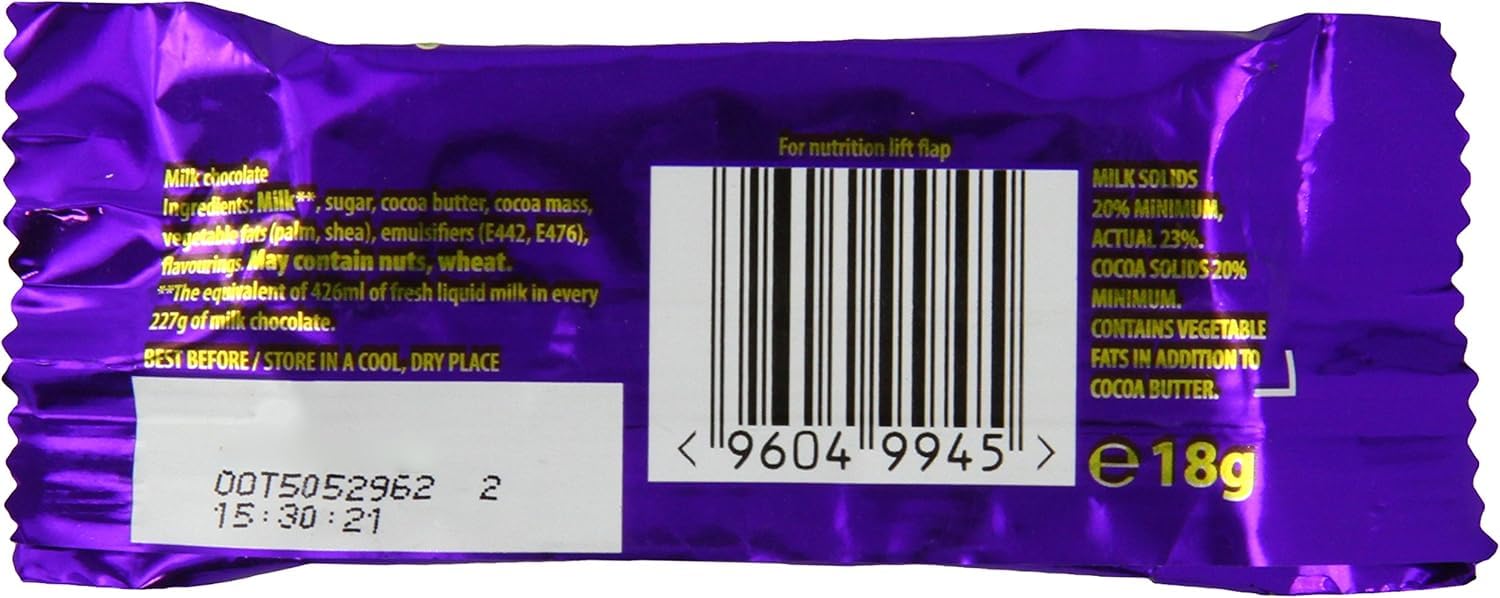 For nutrition lift flap
Milk chocolate
Ingredients: Milk**, sugar, cocoa butter, cocoa mass,
vegetable fats (palm, shea), emulsifiers (E442, E476),
flavourings. May contain nuts, wheat.
**The equivalent of 426ml of fresh liquid milk in every
227g of milk chocolate.
BEST BEFORE / STORE IN A COOL, DRY PLACE
OOT5052962 2
15:30:21
< 9604 9945 >
MILK SOLIDS
20% MINIMUM,
ACTUAL 23%.
COCOA SOLIDS 20%
MINIMUM.
CONTAINS VEGETABLE
FATS IN ADDITION TO
COCOA BUTTER.
℮ 18g